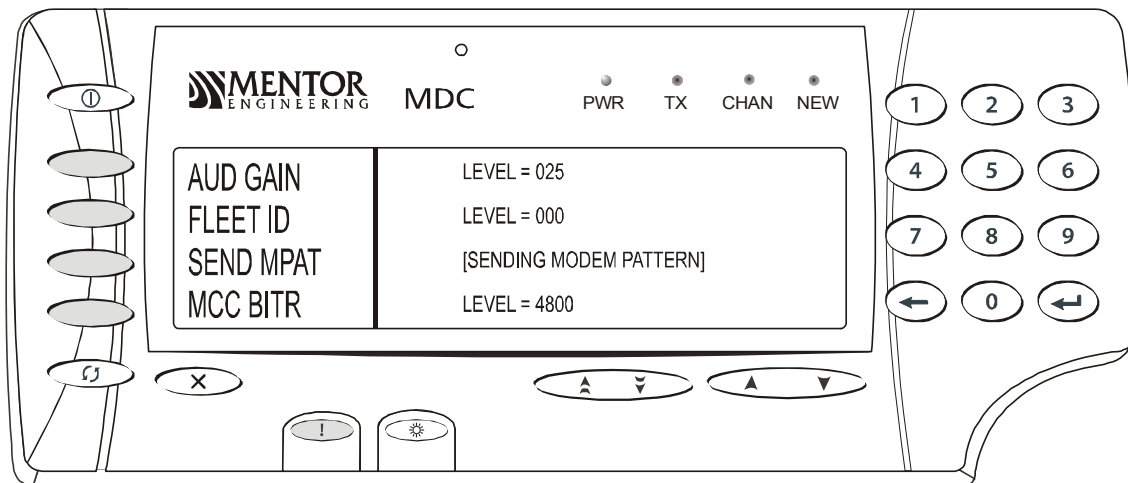 MENTOR
ENGINEERING
MDC
PWR TX CHAN NEW
AUD GAIN LEVEL = 025
FLEET ID LEVEL = 000
SEND MPAT [SENDING MODEM PATTERN]
MCC BITR LEVEL = 4800
1 2 3
4 5 6
7 8 9
0
!